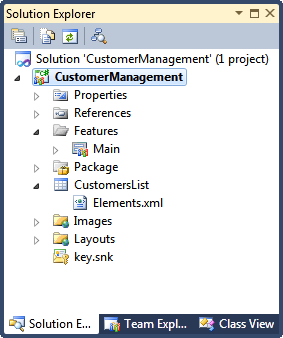 Solution Explorer
Solution 'CustomerManagement' (1 project)
CustomerManagement
Properties
References
Features
Main
Package
CustomersList
Elements.xml
Images
Layouts
key.snk
Solution E... Team Expl... Class View